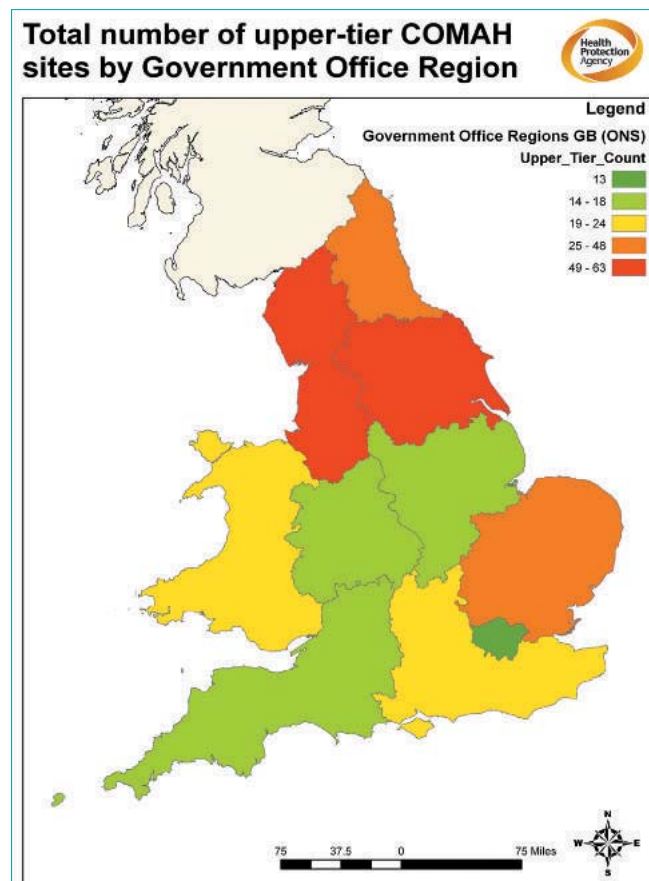 Total number of upper-tier COMAH
sites by Government Office Region
Health
Protection
Agency
Legend
Government Office Regions GB (ONS)
Upper_Tier_Count
13
14 - 18
19 - 24
25 - 48
49 - 63
N
W E
S
75 37.5 0 75 Miles